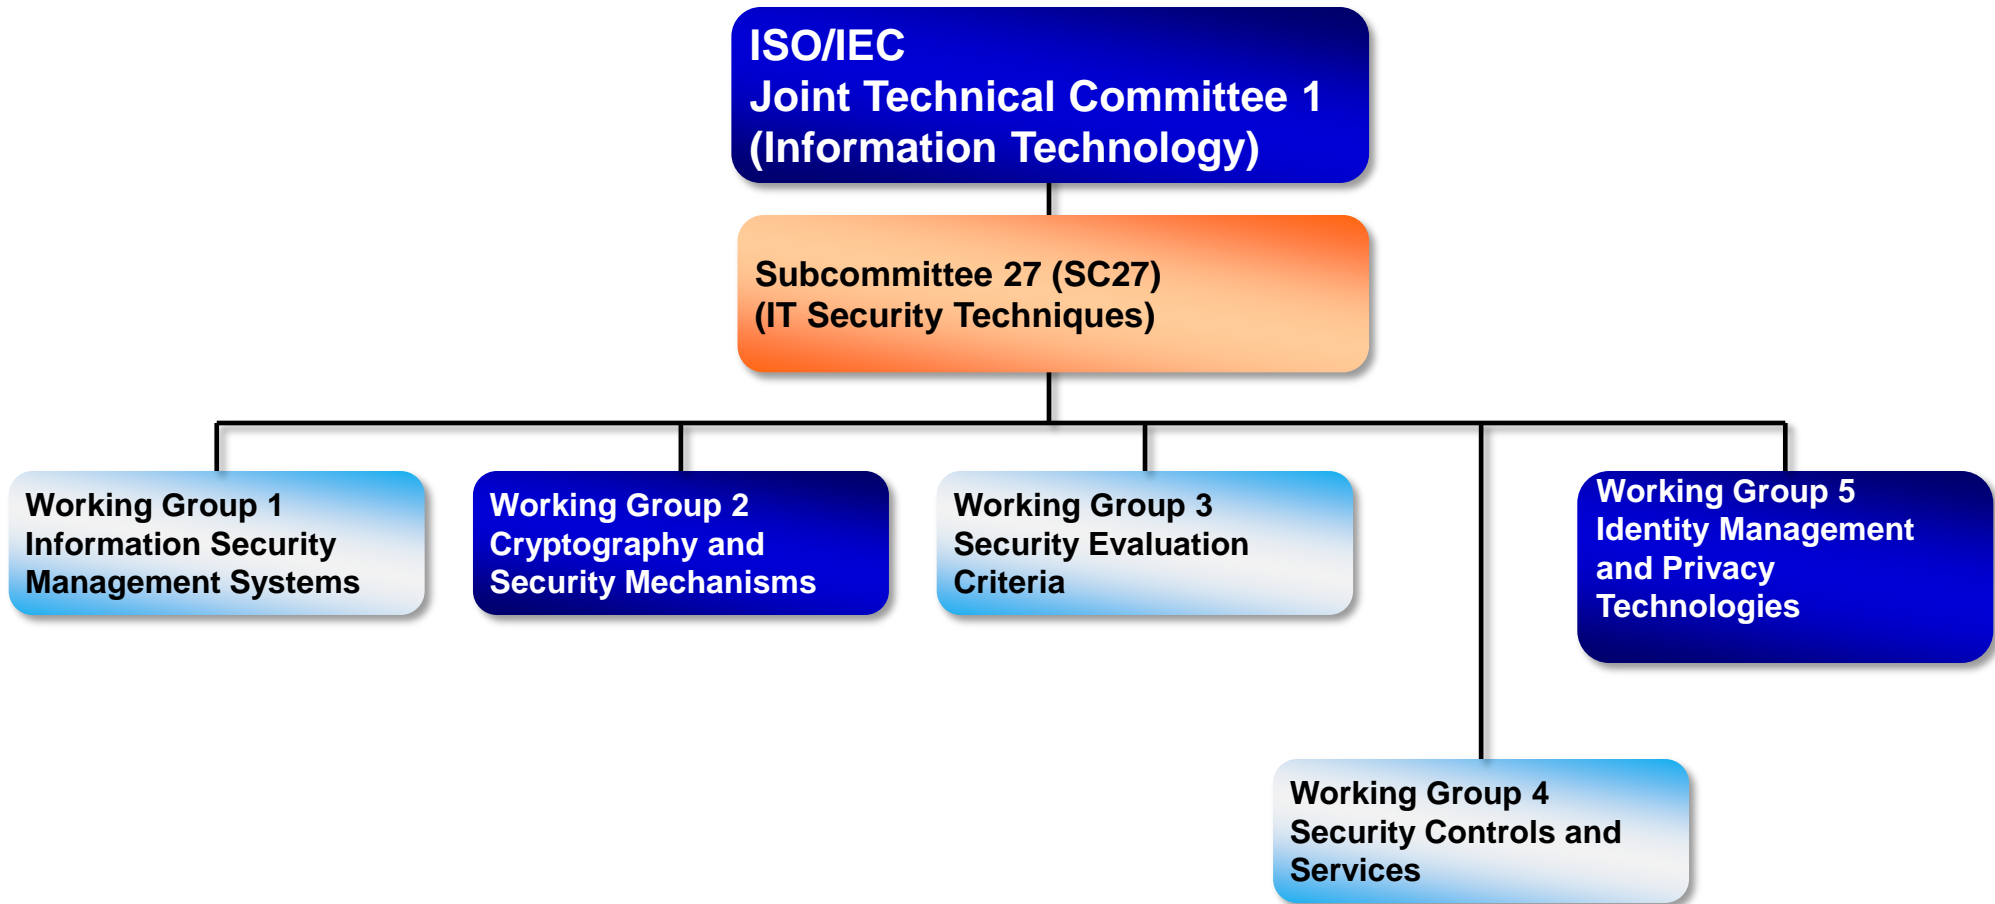 ISO/IEC
Joint Technical Committee 1
(Information Technology)
Subcommittee 27 (SC27)
(IT Security Techniques)
Working Group 1
Information Security
Management Systems
Working Group 2
Cryptography and
Security Mechanisms
Working Group 3
Security Evaluation
Criteria
Working Group 5
Identity Management
and Privacy
Technologies
Working Group 4
Security Controls and
Services